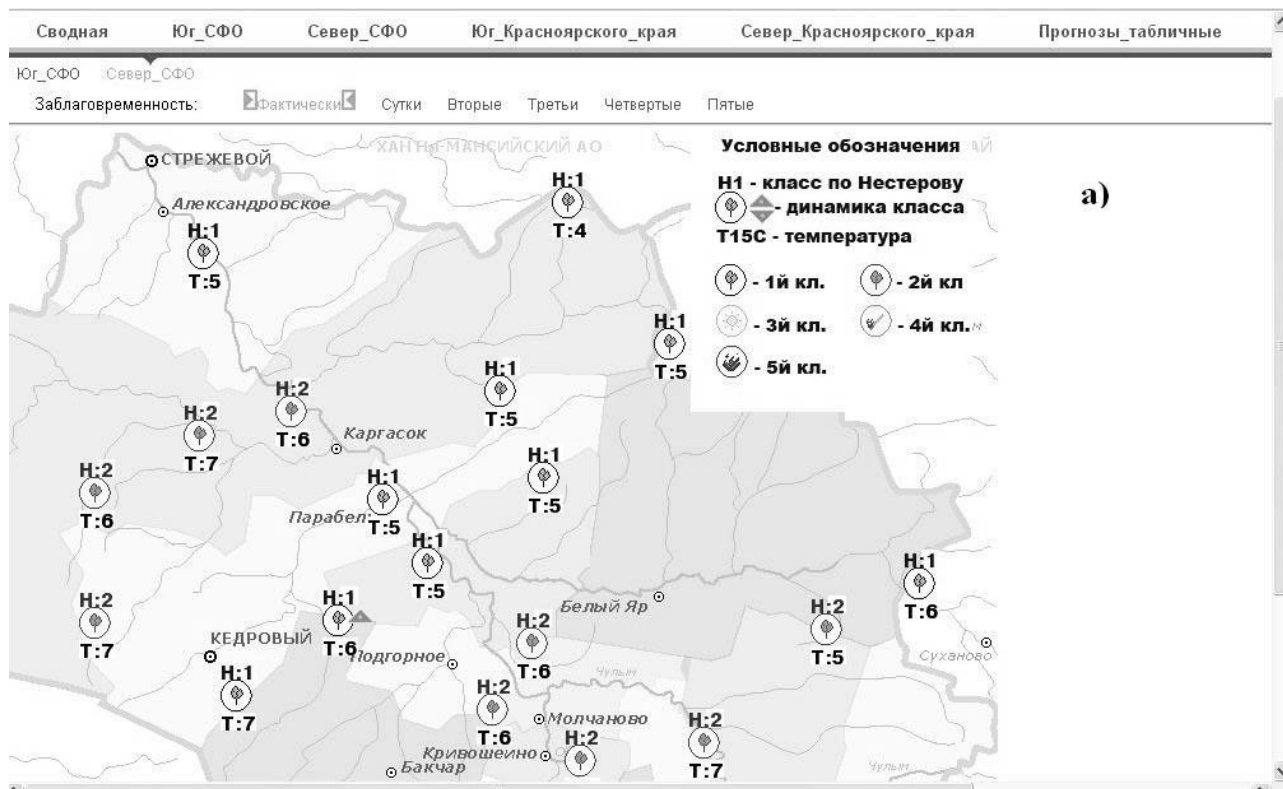 Сводная Юг_СФО Север_СФО Юг_Красноярского_края Север_Красноярского_края Прогнозы_табличные
Юг_СФО Север_СФО
Заблаговременность: Фактически Сутки Вторые Третьи Четвертые Пятые
ХАНТЫ-МАНСИЙСКИЙ АО
СТРЕЖЕВОЙ
Александровское
Н:1
Т:5
Н:1
Т:4
Условные обозначения
Н1 - класс по Нестерову
- динамика класса
Т15С - температура
- 1й кл.
- 2й кл
- 3й кл.
- 4й кл.
- 5й кл.
а)
Н:1
Т:5
Н:1
Т:5
Н:2
Т:6
Н:2
Т:7
Каргасок
Н:2
Т:6
Н:1
Т:5
Н:1
Т:5
Парабель
Н:1
Т:5
Н:1
Т:6
Белый Яр
Н:2
Т:7
Н:1
Т:6
КЕДРОВЫЙ
Подгорное
Н:2
Т:6
Н:2
Т:5
Суханово
Чулым
Н:1
Т:7
Н:2
Т:6
Молчаново
Н:2
Т:7
Кривошеино
Н:2
Бакчар
Чулым